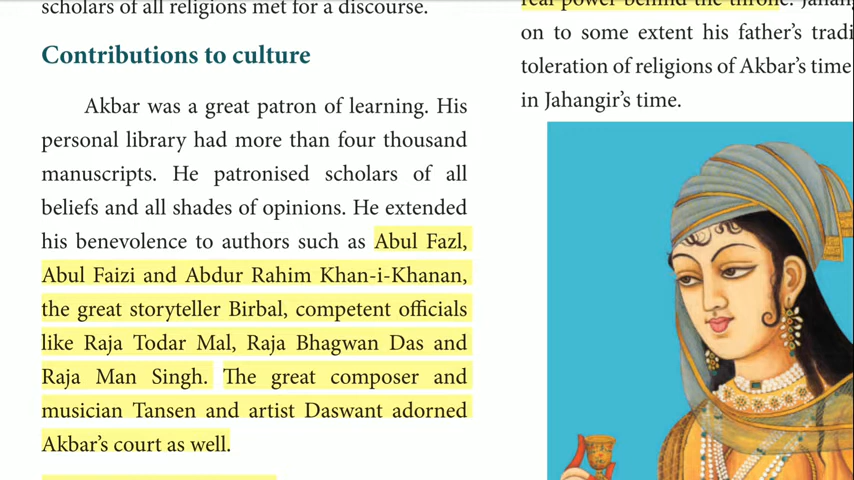 scholars of all religions met for a discourse.
Contributions to culture
Akbar was a great patron of learning. His
personal library had more than four thousand
manuscripts. He patronised scholars of all
beliefs and all shades of opinions. He extended
his benevolence to authors such as Abul Fazl,
Abul Faizi and Abdur Rahim Khan-i-Khanan,
the great storyteller Birbal, competent officials
like Raja Todar Mal, Raja Bhagwan Das and
Raja Man Singh. The great composer and
musician Tansen and artist Daswant adorned
Akbar's court as well.
real power behind the throne.
on to some extent his father's
toleration of religions of Akbar's time
in Jahangir's time.